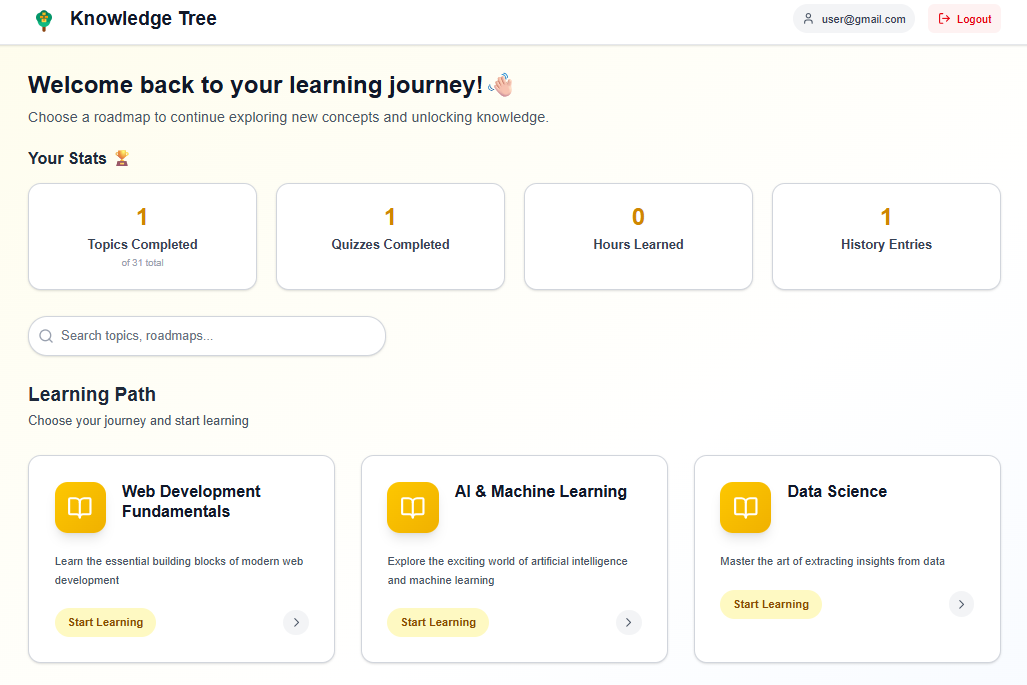 Knowledge Tree
user@gmail.com
Logout
Welcome back to your learning journey! 👋
Choose a roadmap to continue exploring new concepts and unlocking knowledge.
Your Stats 🏆
1
Topics Completed
of 31 total
1
Quizzes Completed
0
Hours Learned
1
History Entries
Search topics, roadmaps...
Learning Path
Choose your journey and start learning
Web Development
Fundamentals
Learn the essential building blocks of modern web
development
Start Learning
AI & Machine Learning
Explore the exciting world of artificial intelligence
and machine learning
Start Learning
Data Science
Master the art of extracting insights from data
Start Learning